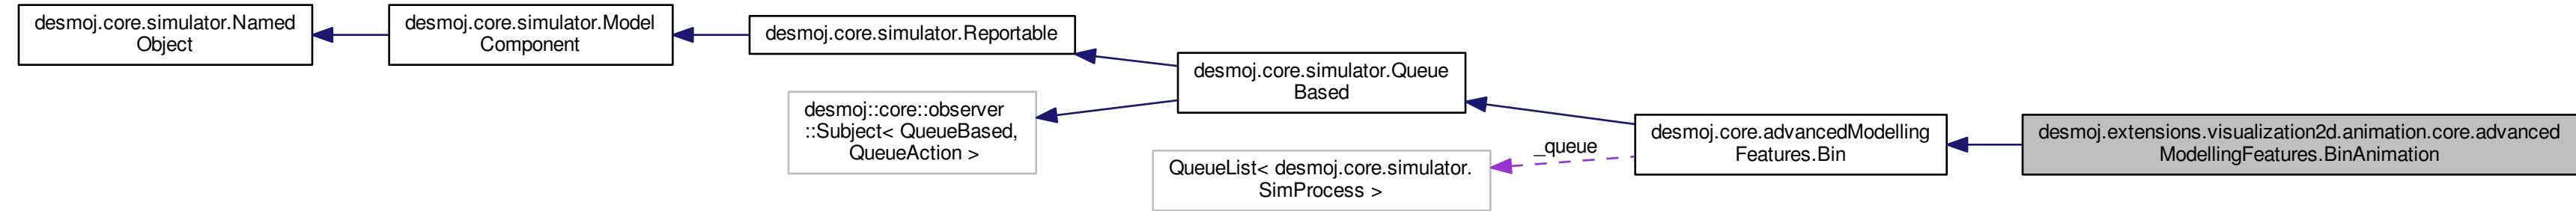 desmoj.core.simulator.Named
Object
desmoj.core.simulator.Model
Component
desmoj.core.simulator.Reportable
desmoj::core::observer
::Subject< QueueBased,
QueueAction >
desmoj.core.simulator.Queue
Based
QueueList< desmoj.core.simulator.
SimProcess >
_queue
desmoj.core.advancedModelling
Features.Bin
desmoj.extensions.visualization2d.animation.core.advanced
ModellingFeatures.BinAnimation